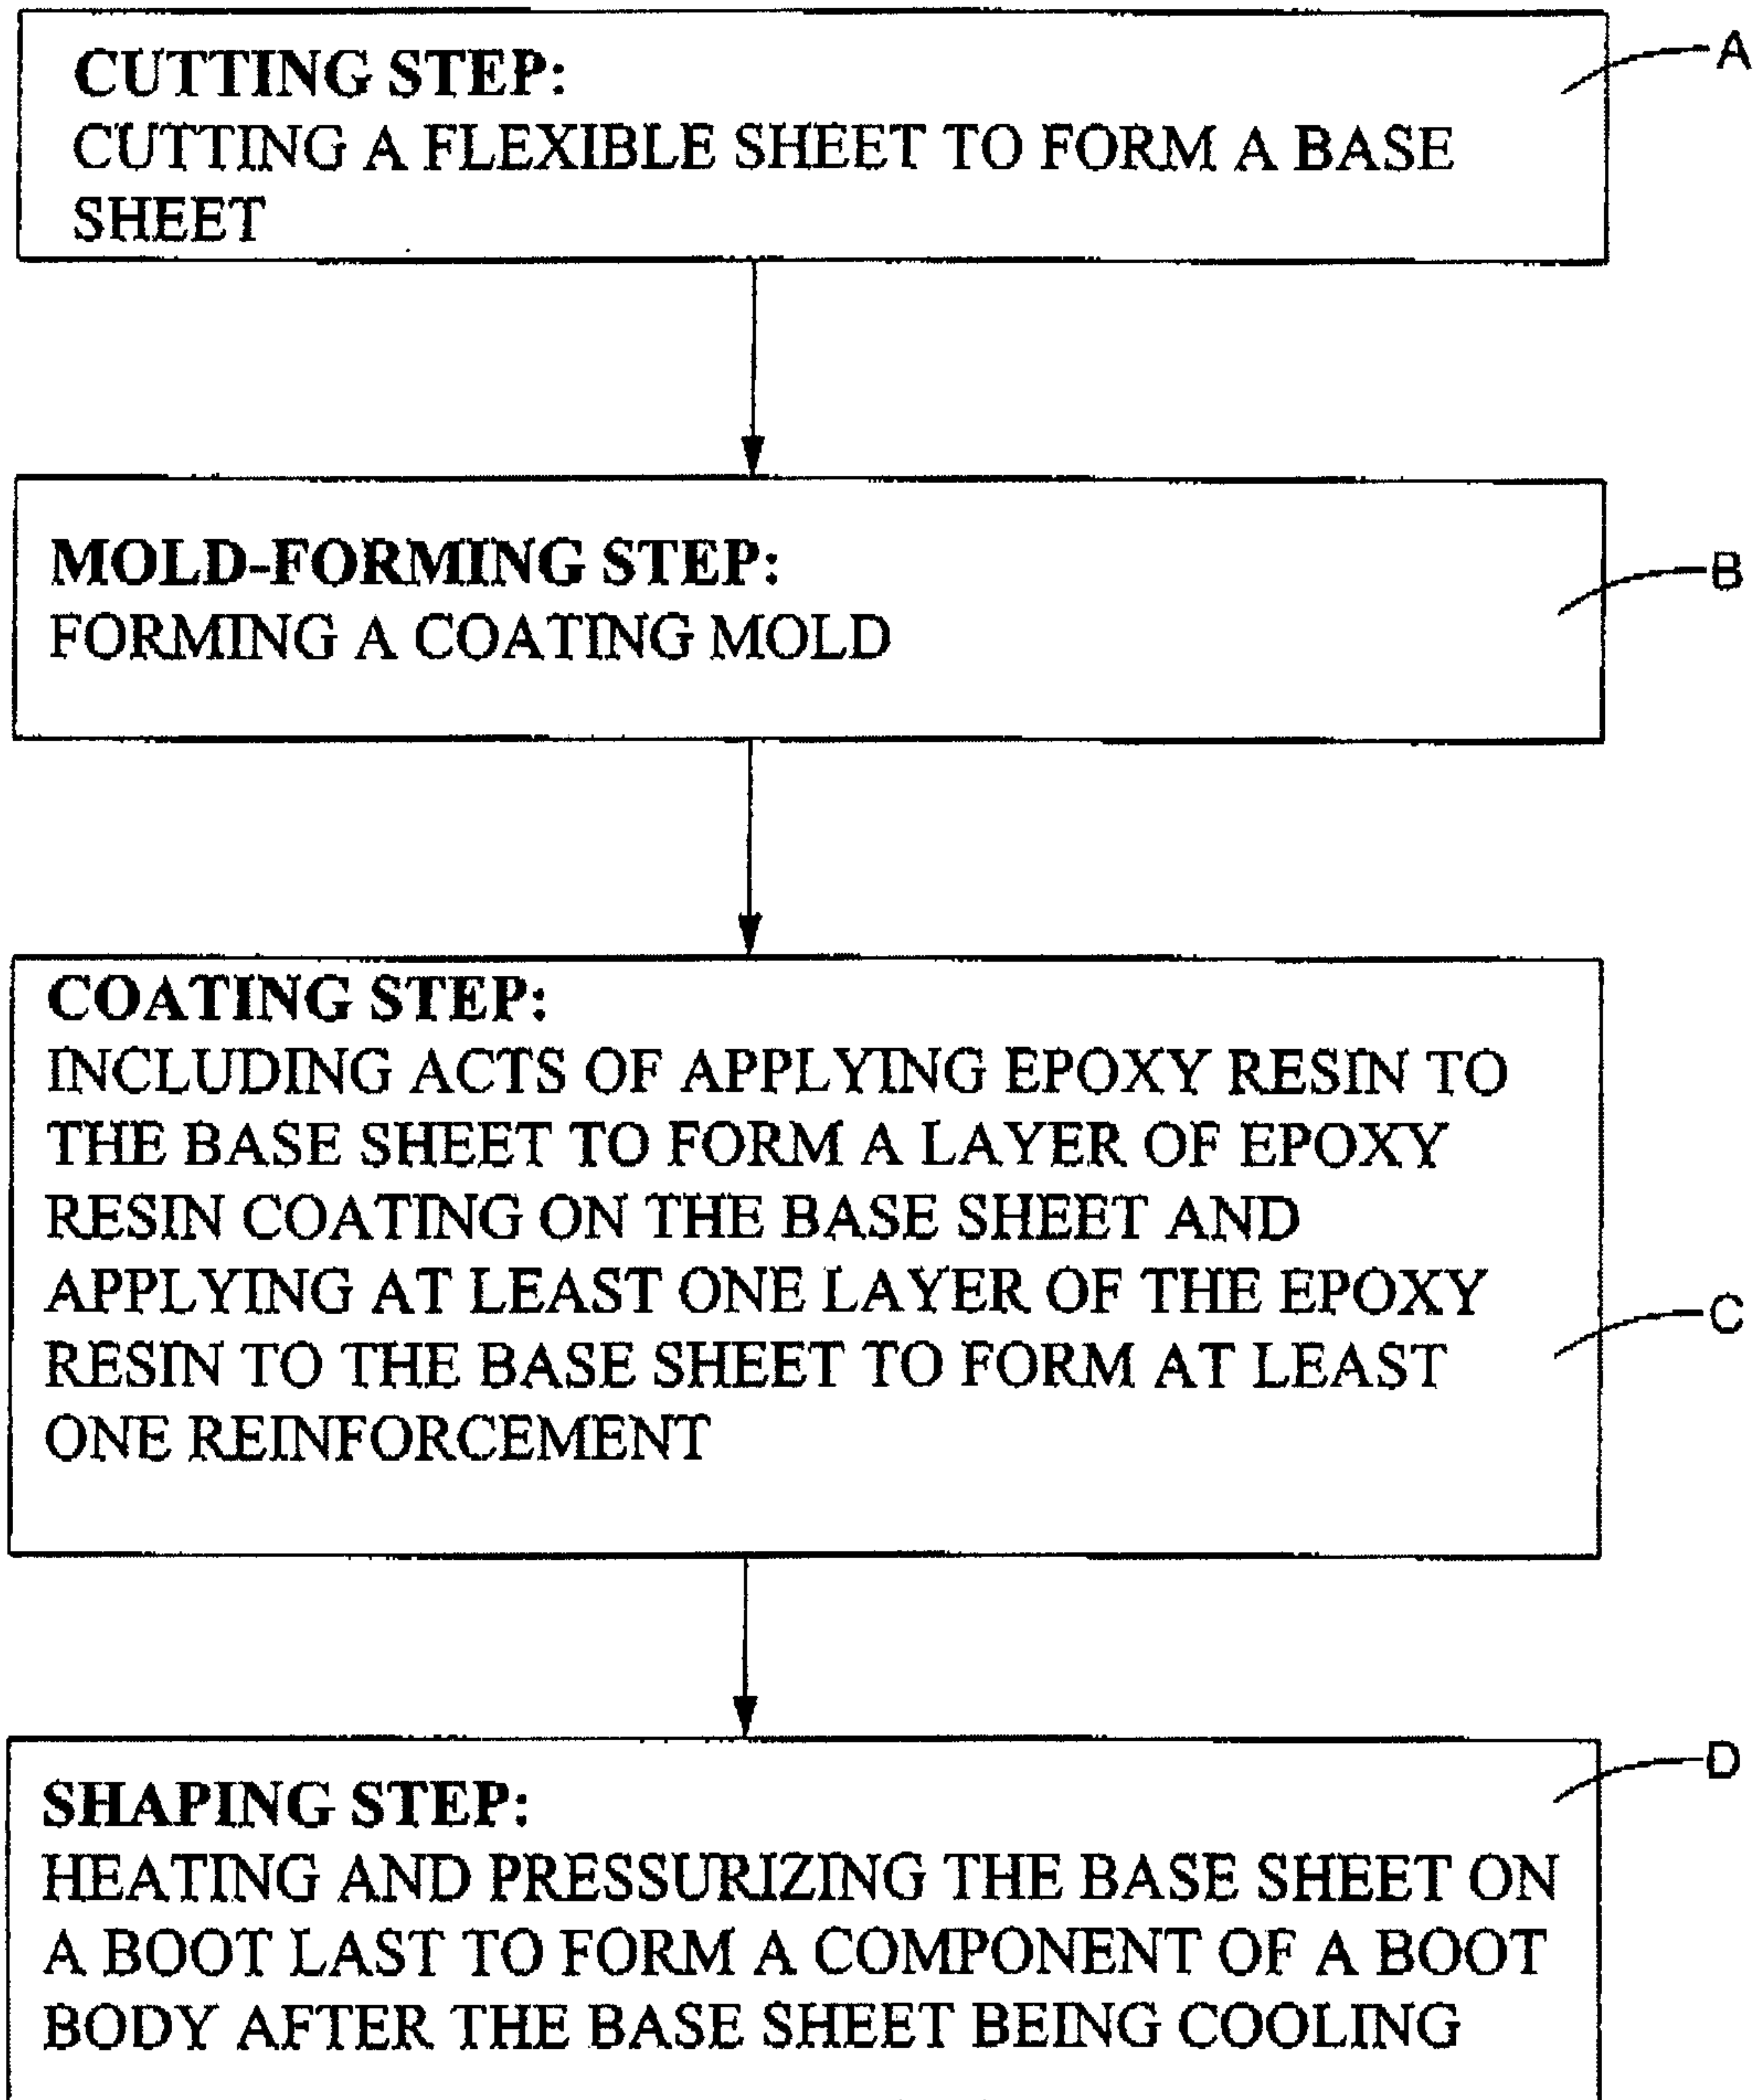 CUTTING STEP:
A
CUTTING A FLEXIBLE SHEET TO FORM A BASE
SHEET
MOLD-FORMING STEP:
B
FORMING A COATING MOLD
COATING STEP:
INCLUDING ACTS OF APPLYING EPOXY RESIN TO
THE BASE SHEET TO FORM A LAYER OF EPOXY
RESIN COATING ON THE BASE SHEET AND
APPLYING AT LEAST ONE LAYER OF THE EPOXY
C
RESIN TO THE BASE SHEET TO FORM AT LEAST
ONE REINFORCEMENT
D
SHAPING STEP:
HEATING AND PRESSURIZING THE BASE SHEET ON
A BOOT LAST TO FORM A COMPONENT OF A BOOT
BODY AFTER THE BASE SHEET BEING COOLING